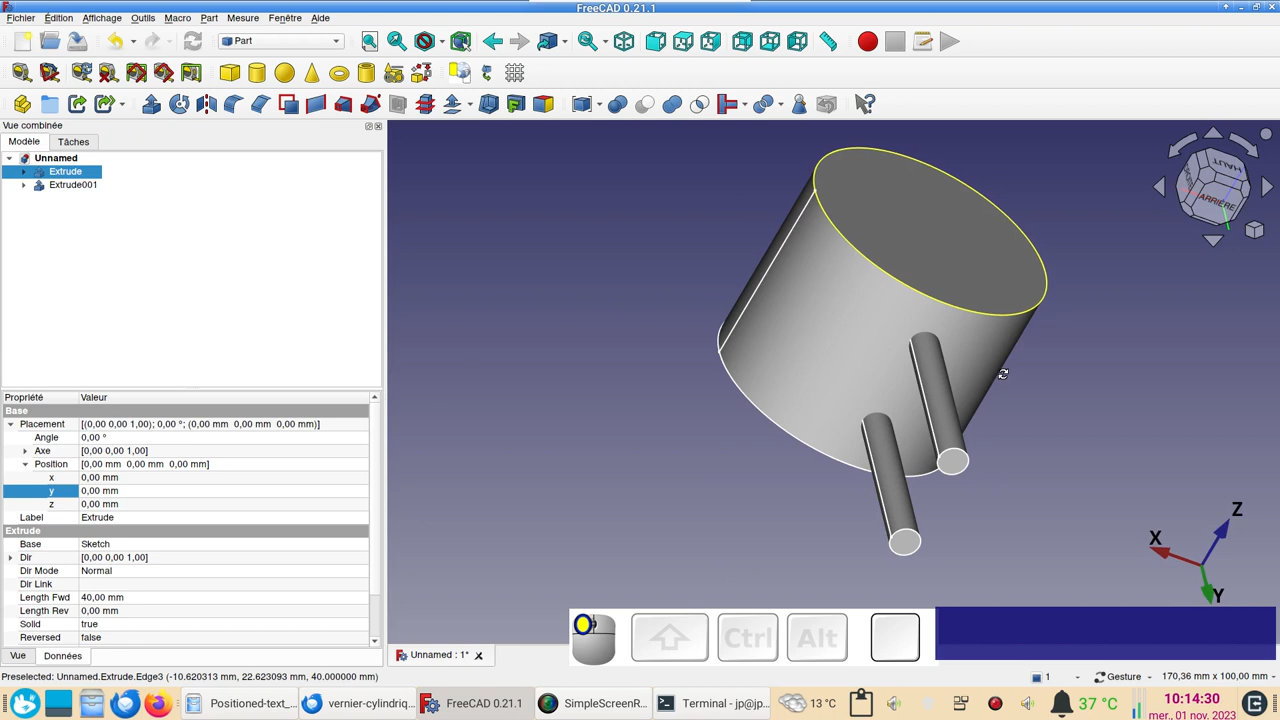 FreeCAD 0.21.1
Fichier Édition Affichage Outils Macro Part Mesure Fenêtre Aide
Part
Vue combinée
Modèle Tâches
Unnamed
Extrude
Extrude001
Propriété Valeur
Base
Placement [(0,00 0,00 1,00); 0,00 °; (0,00 mm 0,00 mm 0,00 mm)]
Angle 0,00 °
Axe [0,00 0,00 1,00]
Position [0,00 mm 0,00 mm 0,00 mm]
x 0,00 mm
y 0,00 mm
z 0,00 mm
Label Extrude
Extrude
Base Sketch
Dir [0,00 0,00 1,00]
Dir Mode Normal
Dir Link
Length Fwd 40,00 mm
Length Rev 0,00 mm
Solid true
Reversed false
Vue Données
ARRIÈRE
Z
X
Y
Ctrl Alt
Unnamed : 1*
Preselected: Unnamed.Extrude.Edge3 (-10.620313 mm, 22.623093 mm, 40.000000 mm)
1 Gesture 170,36 mm x 100,00 mm
Positioned-text_... vernier-cylindriq... FreeCAD 0.21.1 SimpleScreenR... Terminal - jp@jp... 13 °C 37 °C
10:14:30
mer., 01 nov. 2023